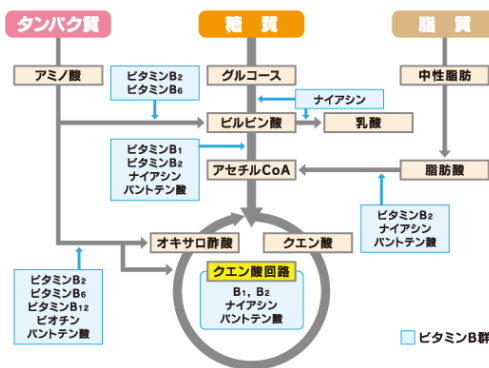 タンパク質
糖 質
脂 質
アミノ酸
ビタミンB2
ビタミンB6
グルコース
中性脂肪
ナイアシン
ピルビン酸
乳酸
ビタミンB1
ビタミンB2
ナイアシン
パントテン酸
アセチルCoA
脂肪酸
ビタミンB2
ナイアシン
パントテン酸
オキサロ酢酸
クエン酸
クエン酸回路
B1, B2
ナイアシン
パントテン酸
ビタミンB2
ビタミンB6
ビタミンB12
ビオチン
パントテン酸
ビタミンB群